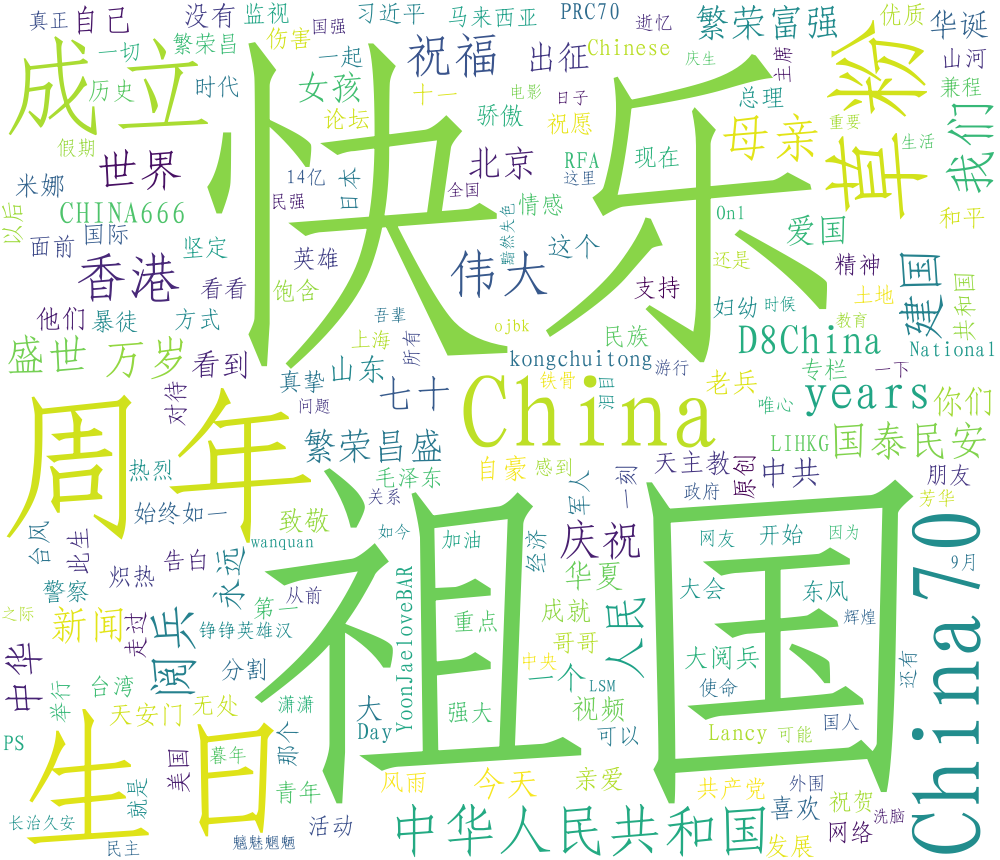 真正
自己
没有
监视
习近平
马来西亚
PRC70
逝忆
繁荣富强
优质
华诞
成立
一切
繁荣昌
伤害
国强
祝福
出征
Chinese
庆生
主席
粉
山河
历史
时代
一起
女孩
快乐
总理
兼程
假期
论坛
十一
电影
日子
骄傲
祝愿
母亲
重要
草
我们
世界
14亿
日本
北京
RFA
现在
生活
米娜
CHINA666
民强
全国
这里
以后
面前
国际
坚定
英雄
情感
黯然失色
On1
爱国
和平
香港
看看
饱含
伟大
这个
支持
还是
精神
建国
共和国
他们
暴徒
方式
吾辈
ojbk
妇幼
时候
土地
盛世
万岁
看到
上海
所有
kongchuitong
民族
游行
D8China
教育
National
对待
真挚
山东
铁骨
泪目
老兵
专栏
一下
周年
问题
七十
China
唯心
years
你们
繁荣昌盛
LIHKG
国泰民安
热烈
毛泽东
自豪
感到
军人
一刻
天主教
原创
中共
朋友
始终如一
致敬
关系
政府
芳华
台风
此生
告白
wanquan
如今
加油
经济
庆祝
祖国
网友
开始
因为
China 70
9月
警察
炽热
永远
从前
华夏
大会
东风
之际
新闻
走过
阅兵
第一
铮铮英雄汉
YoonJaeloveBAR
重点
成就
人民
辉煌
中华
分割
哥哥
大阅兵
还有
举行
台湾
中央
一个
LSM
使命
天安门
无处
潇潇
大
强大
视频
国人
PS
生日
那个
Day
可以
Lancy
可能
暮年
美国
风雨
今天
亲爱
共产党
外围
就是
青年
喜欢
祝贺
长治久安
活动
中华人民共和国
网络
洗脑
民主
魑魅魍魉
发展